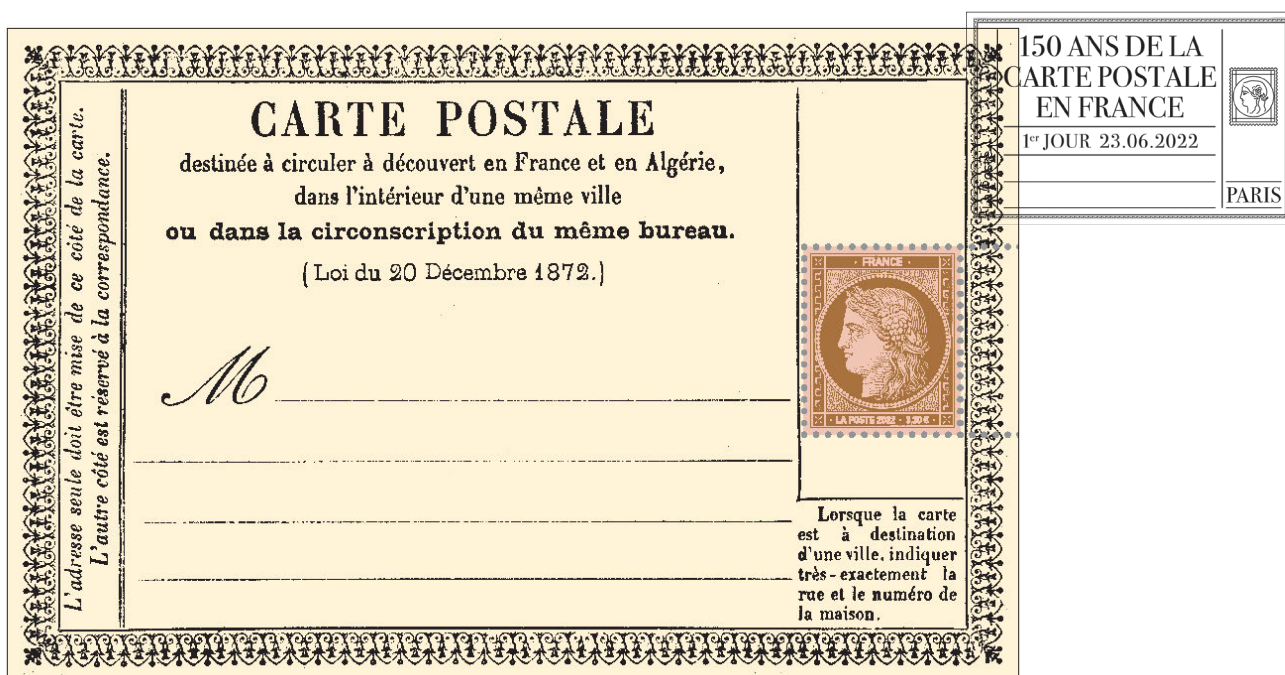 150 ANS DE LA
CARTE POSTALE
EN FRANCE
1er JOUR 23.06.2022
PARIS
CARTE POSTALE
destinée à circuler à découvert en France et en Algérie,
dans l'intérieur d'une même ville
ou dans la circonscription du même bureau.
(Loi du 20 Décembre 1872.)
M
L'adresse seule doit être mise de ce côté de la carte.
L'autre côté est réservé à la correspondance.
· FRANCE ·
· LA POSTE 2022 · 1,30 € ·
Lorsque la carte
est à destination
d'une ville, indiquer
très-exactement la
rue et le numéro de
la maison.